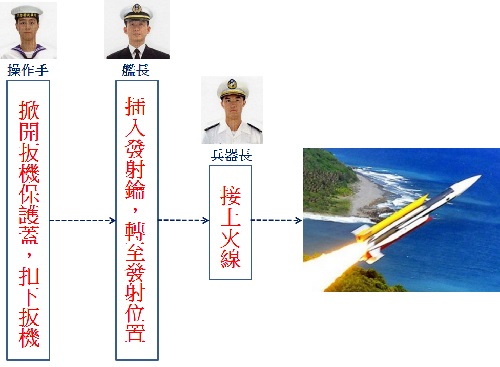 操作手
掀開扳機保護蓋，扣下扳機
艦長
插入發射鑰，轉至發射位置
兵器長
接上火線